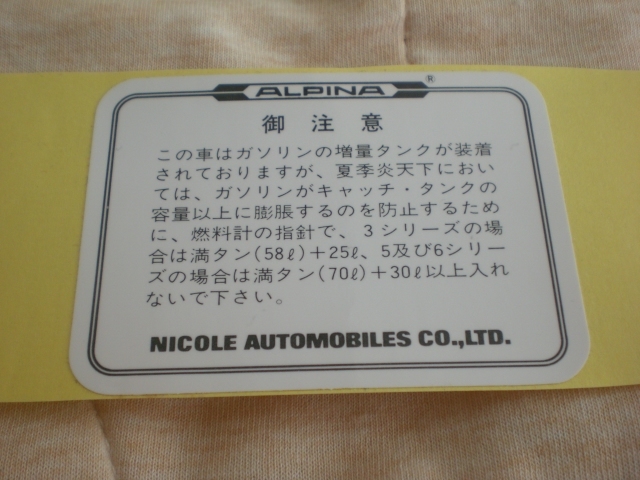 ALPINA ®
御注意
この車はガソリンの増量タンクが装着
されておりますが、夏季炎天下におい
ては、ガソリンがキャッチ・タンクの
容量以上に膨脹するのを防止するため
に、燃料計の指針で、3シリーズの場
合は満タン(58ℓ)+25ℓ、5及び6シリー
ズの場合は満タン(70ℓ)+30ℓ以上入れ
ないで下さい。
NICOLE AUTOMOBILES CO.,LTD.